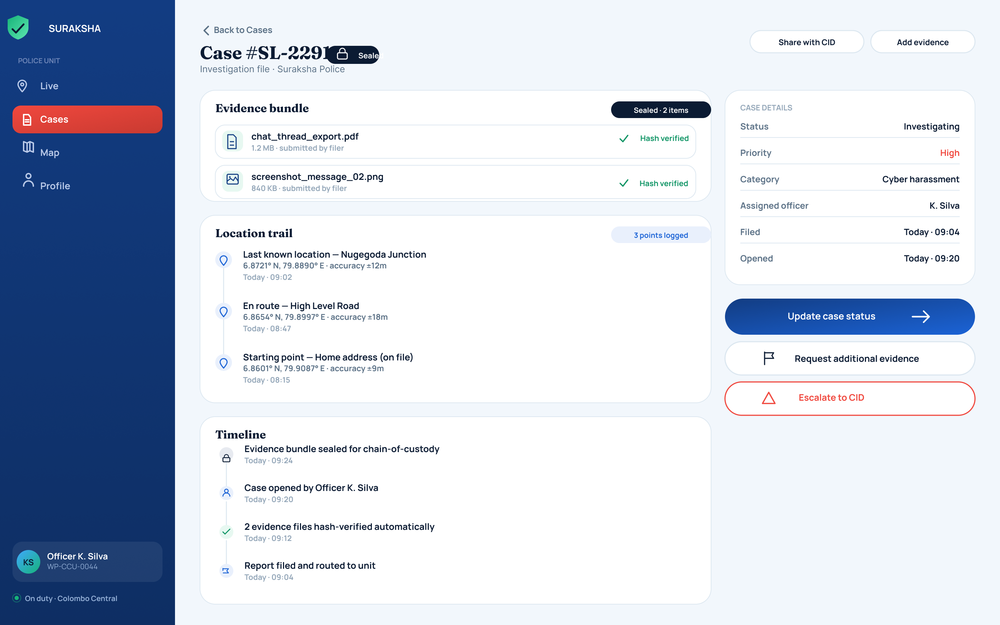 SURAKSHA
POLICE UNIT
Live
Cases
Map
Profile
Officer K. Silva
KS
WP-CCU-0044
On duty · Colombo Central
Back to Cases
Case #SL-2291
Sealed
Investigation file · Suraksha Police
Share with CID
Add evidence
Evidence bundle
Sealed · 2 items
chat_thread_export.pdf
1.2 MB · submitted by filer
Hash verified
screenshot_message_02.png
840 KB · submitted by filer
Hash verified
Location trail
3 points logged
Last known location — Nugegoda Junction
6.8721° N, 79.8890° E · accuracy ±12m
Today · 09:02
En route — High Level Road
6.8654° N, 79.8997° E · accuracy ±18m
Today · 08:47
Starting point — Home address (on file)
6.8601° N, 79.9087° E · accuracy ±9m
Today · 08:15
Timeline
Evidence bundle sealed for chain-of-custody
Today · 09:24
Case opened by Officer K. Silva
Today · 09:20
2 evidence files hash-verified automatically
Today · 09:12
Report filed and routed to unit
Today · 09:04
CASE DETAILS
Status Investigating
Priority High
Category Cyber harassment
Assigned officer K. Silva
Filed Today · 09:04
Opened Today · 09:20
Update case status
Request additional evidence
Escalate to CID